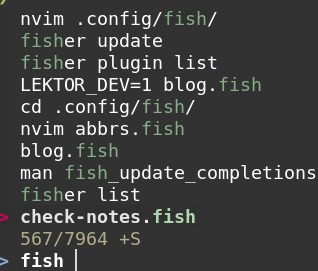 nvim .config/fish/
fisher update
fisher plugin list
LEKTOR_DEV=1 blog.fish
cd .config/fish/
nvim abbrs.fish
blog.fish
man fish_update_completions
fisher list
> check-notes.fish
567/7964 +S
> fish